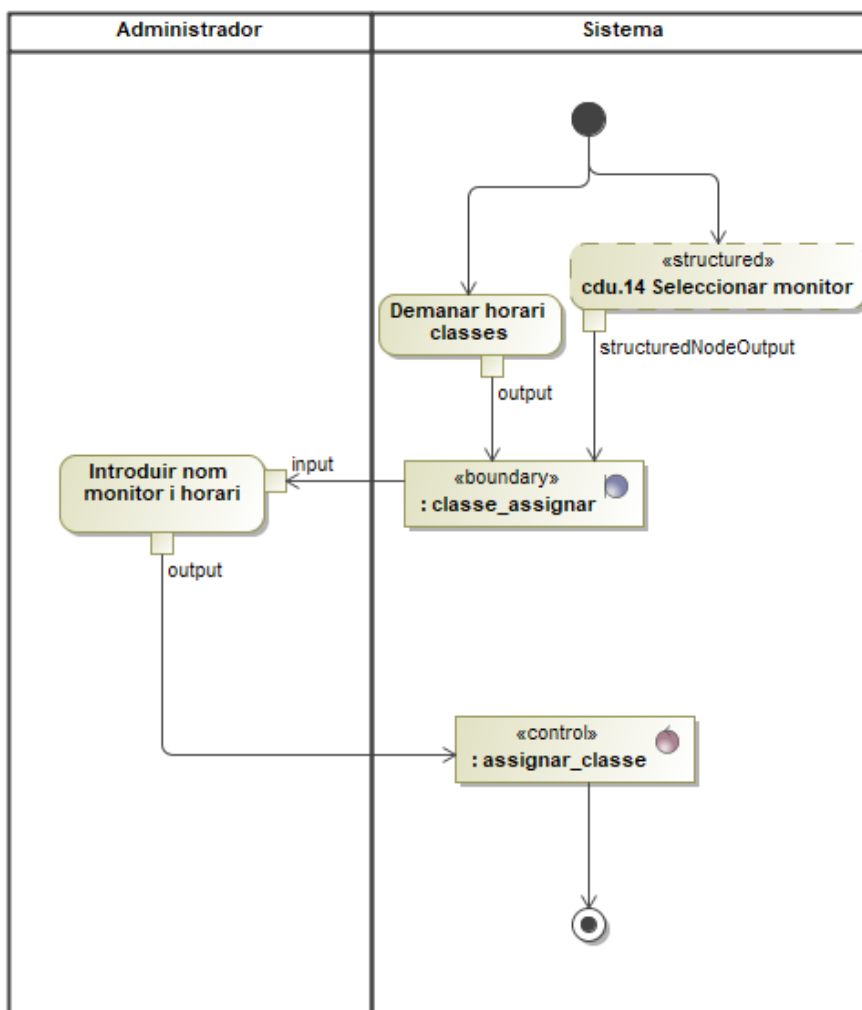 Administrador
Sistema
«structured»
cdu.14 Seleccionar monitor
Demanar horari
classes
structuredNodeOutput
output
Introduir nom
monitor i horari
input
«boundary»
: classe_assignar
output
«control»
: assignar_classe